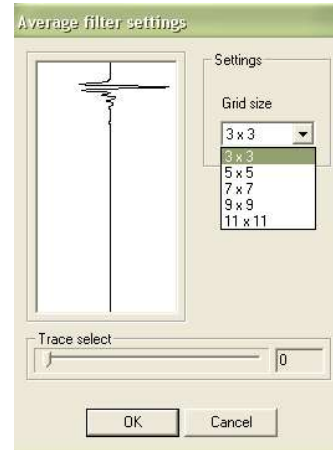 Average filter settings
Settings
Grid size
3 x 3
3 x 3
5 x 5
7 x 7
9 x 9
11 x 11
Trace select
0
OK
Cancel